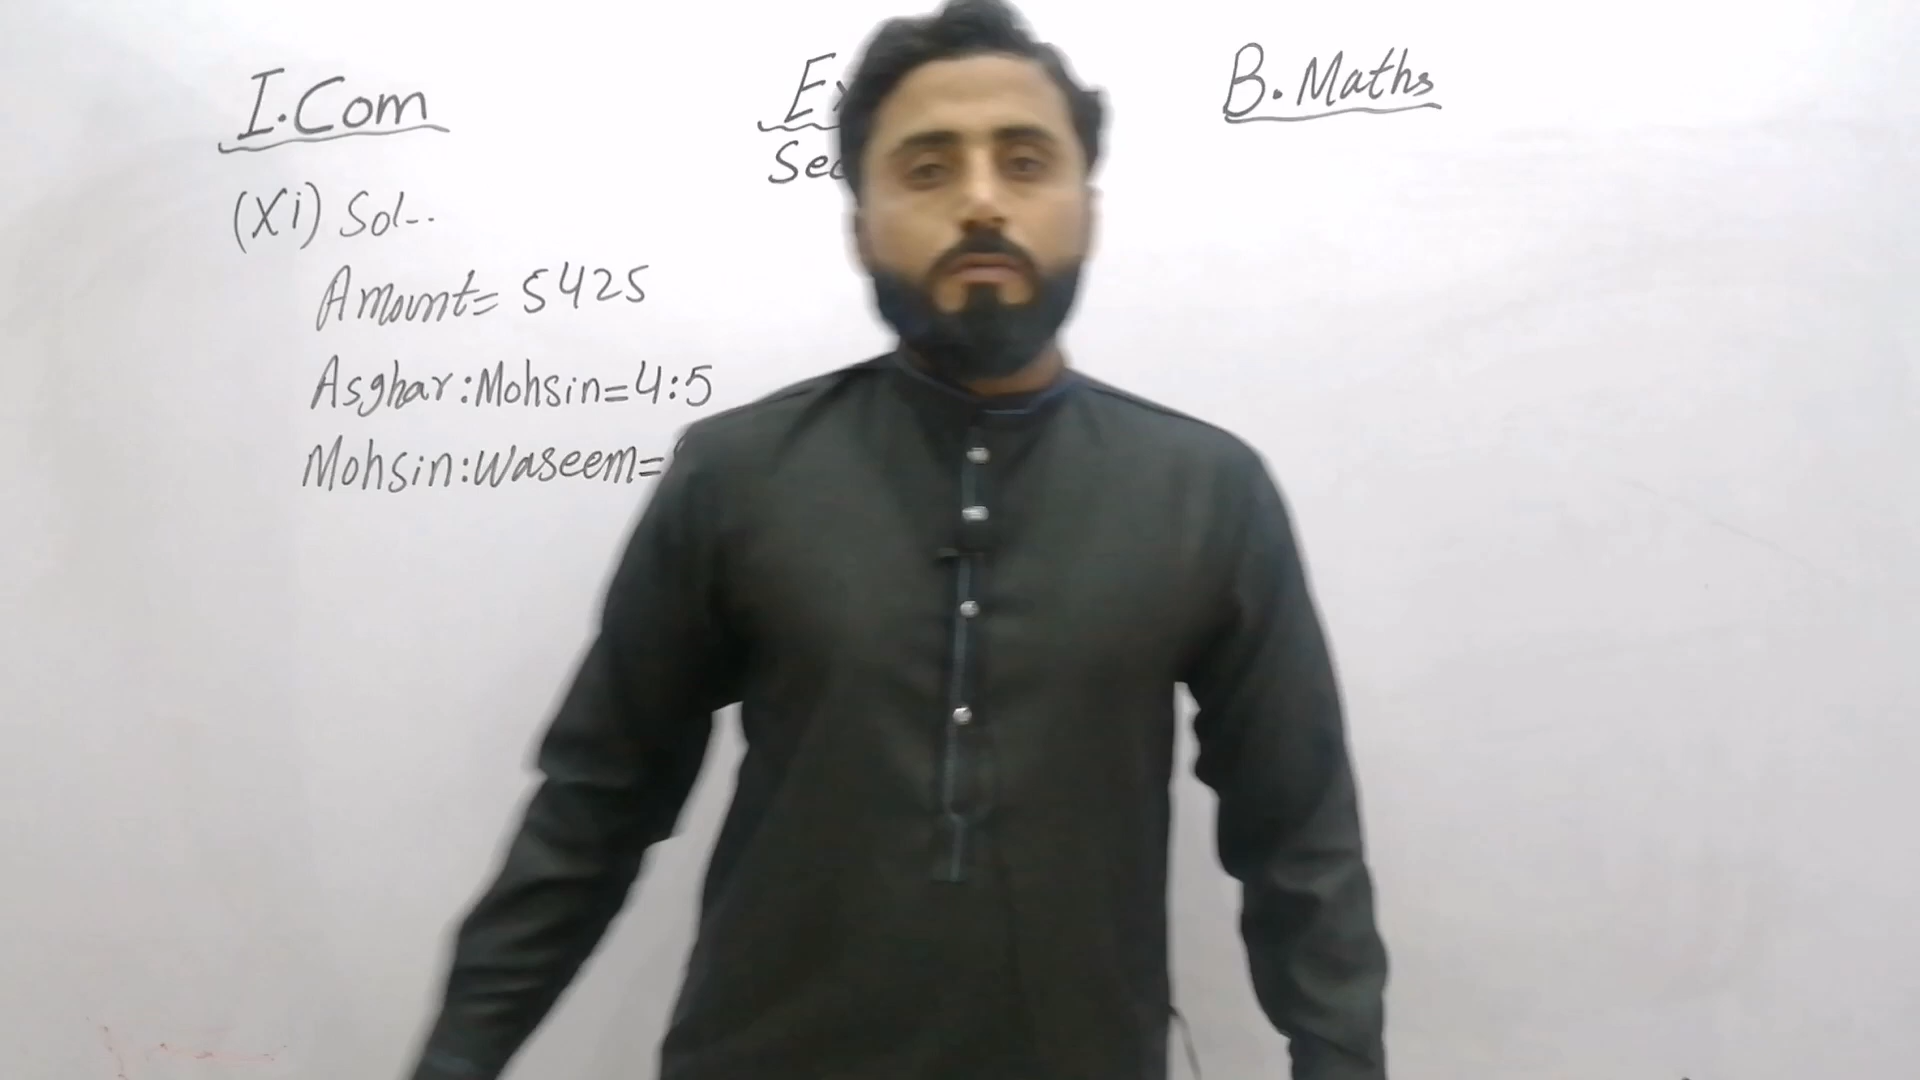 I.Com B.Maths
(Xi) Sol-..
Amount= 5425
Asghar:Mohsin=4:5
Mohsin:Waseem=